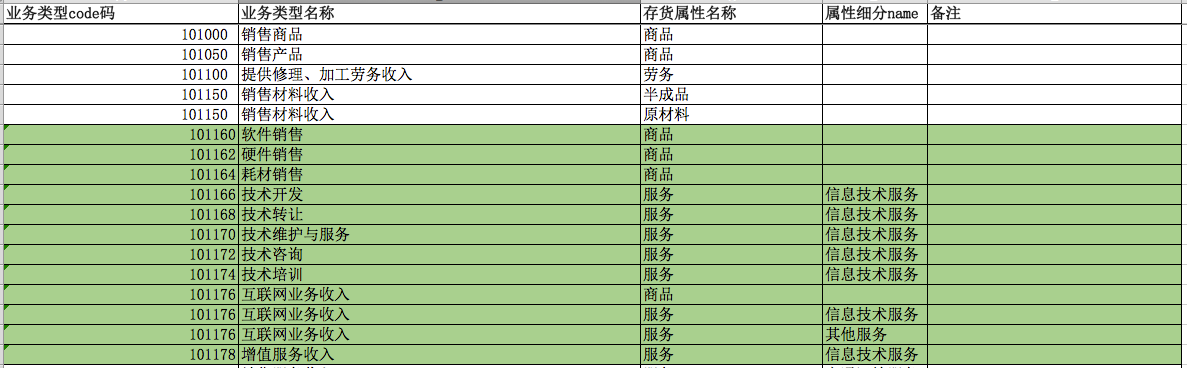 业务类型code码 业务类型名称 存货属性名称 属性细分name 备注
101000 销售商品 商品
101050 销售产品 商品
101100 提供修理、加工劳务收入 劳务
101150 销售材料收入 半成品
101150 销售材料收入 原材料
101160 软件销售 商品
101162 硬件销售 商品
101164 耗材销售 商品
101166 技术开发 服务 信息技术服务
101168 技术转让 服务 信息技术服务
101170 技术维护与服务 服务 信息技术服务
101172 技术咨询 服务 信息技术服务
101174 技术培训 服务 信息技术服务
101176 互联网业务收入 商品
101176 互联网业务收入 服务 信息技术服务
101176 互联网业务收入 服务 其他服务
101178 增值服务收入 服务 信息技术服务